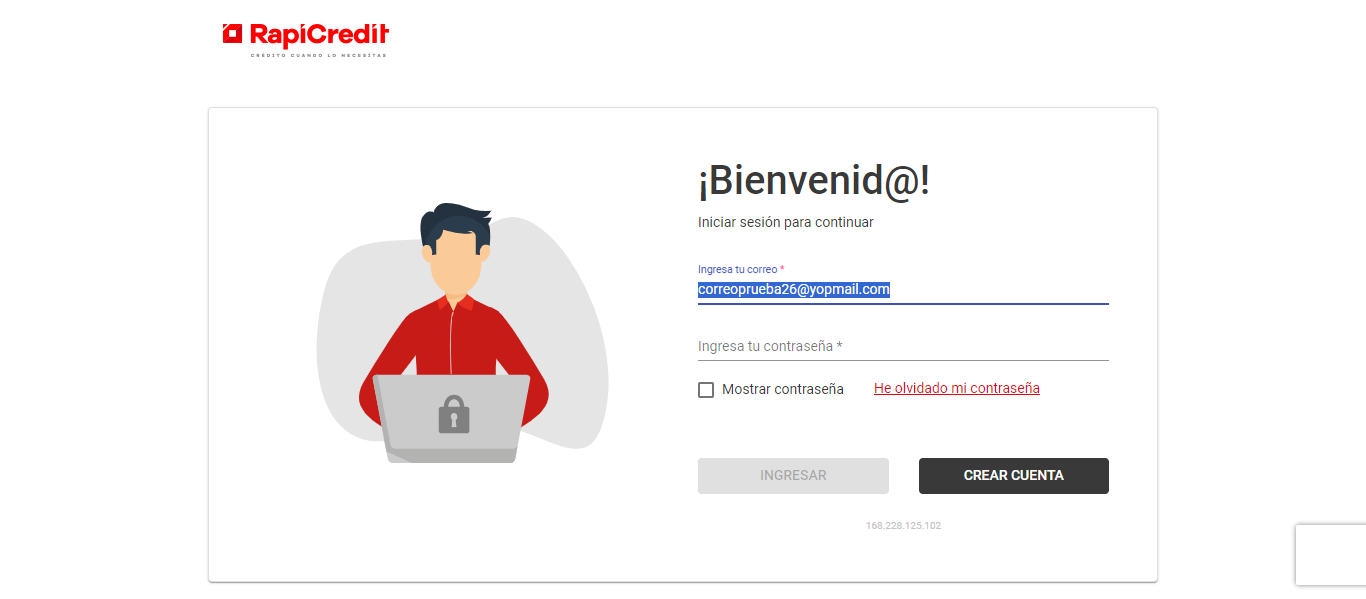 RapiCredit
CRÉDITO CUANDO LO NECESITAS
¡Bienvenid@!
Iniciar sesión para continuar
Ingresa tu correo *
correoprueba26@yopmail.com
Ingresa tu contraseña *
Mostrar contraseña He olvidado mi contraseña
INGRESAR CREAR CUENTA
168.228.125.102